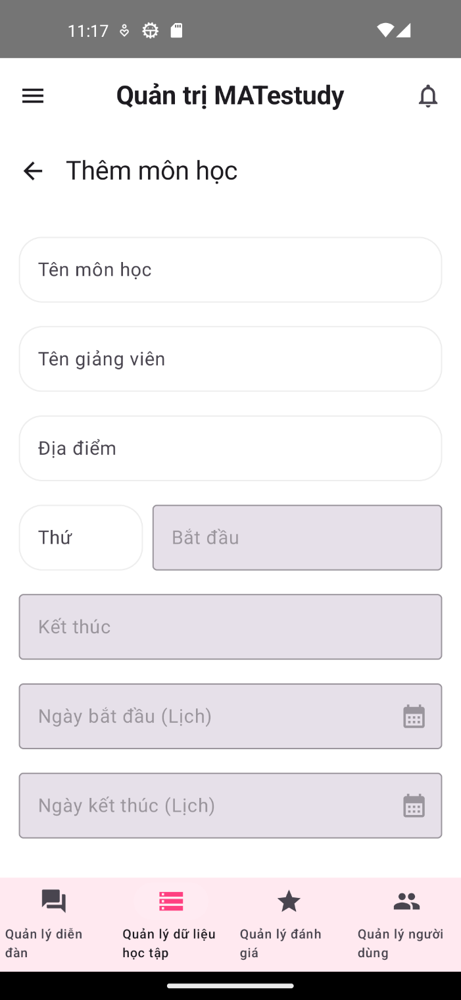 11:17
Quản trị MATestudy
Thêm môn học
Tên môn học
Tên giảng viên
Địa điểm
Thứ
Bắt đầu
Kết thúc
Ngày bắt đầu (Lịch)
Ngày kết thúc (Lịch)
Quản lý diễn
đàn
Quản lý dữ liệu
học tập
Quản lý đánh
giá
Quản lý người
dùng